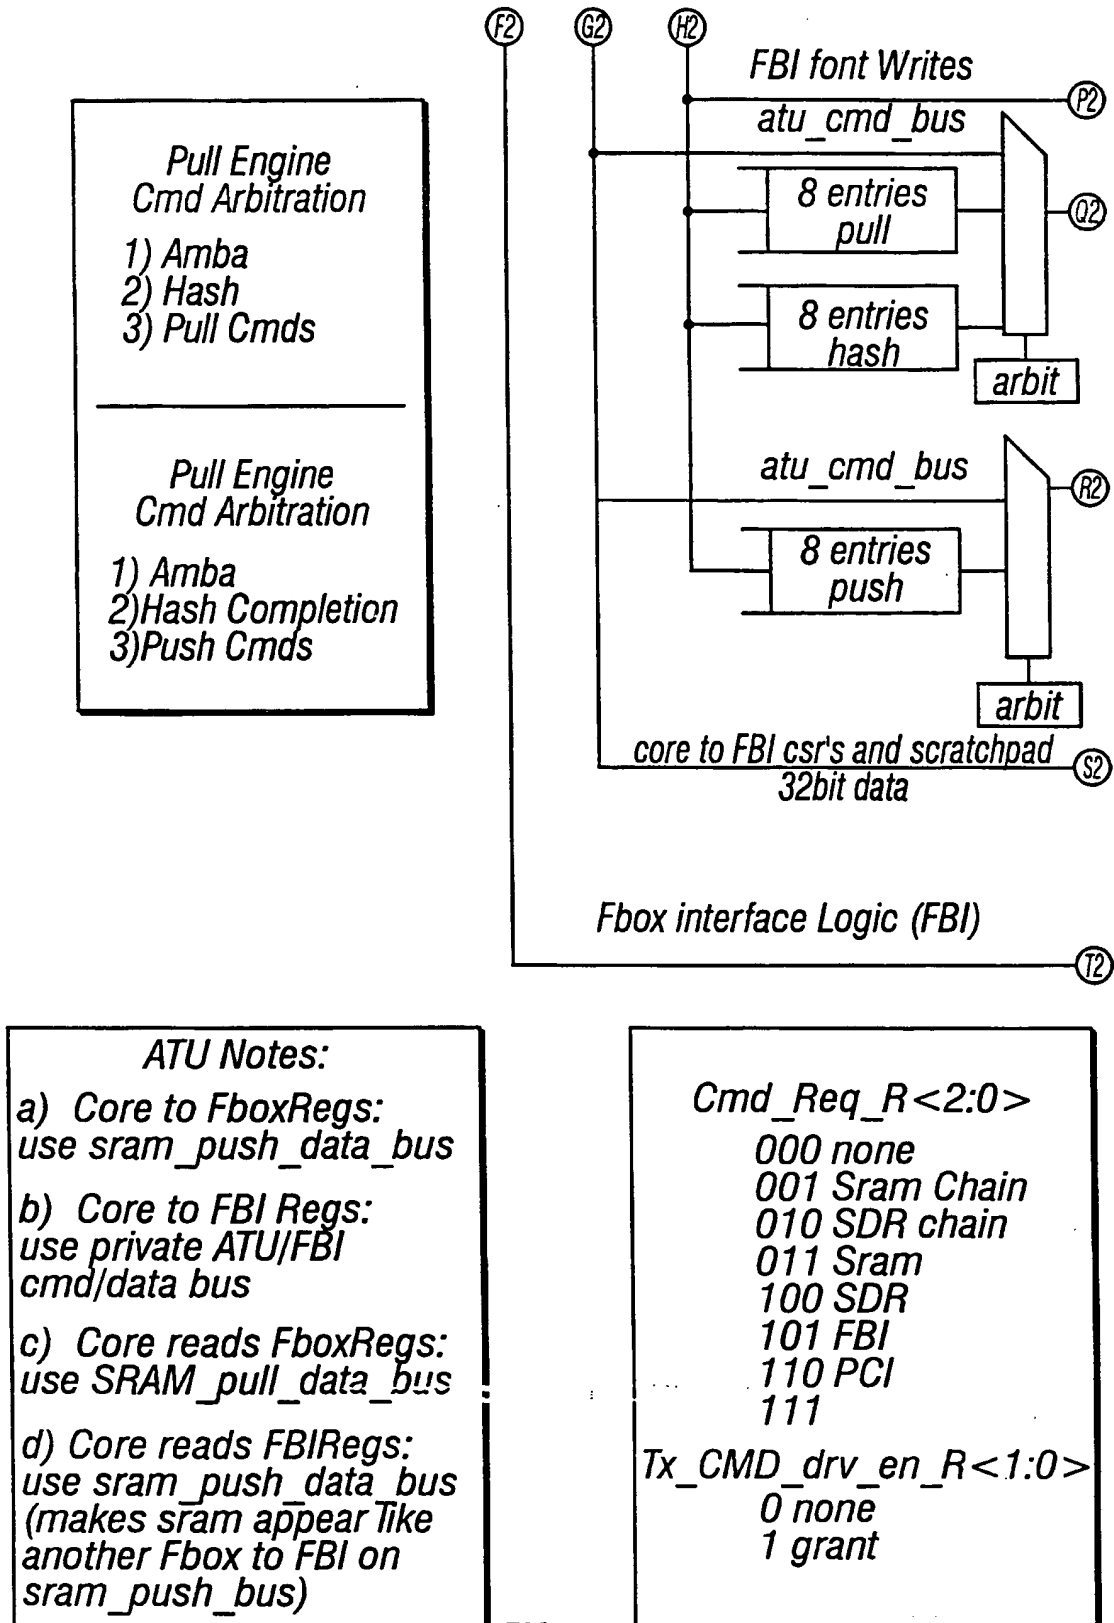 F2
G2
H2
FBI font Writes
P2
atu_cmd_bus
8 entries
pull
Q2
8 entries
hash
arbit
Pull Engine
Cmd Arbitration
1) Amba
2) Hash
3) Pull Cmds
Pull Engine
Cmd Arbitration
1) Amba
2)Hash Completion
3)Push Cmds
atu_cmd_bus
R2
8 entries
push
arbit
core to FBI csr's and scratchpad
32bit data
S2
Fbox interface Logic (FBI)
T2
ATU Notes:
a) Core to FboxRegs:
use sram_push_data_bus
b) Core to FBI Regs:
use private ATU/FBI
cmd/data bus
c) Core reads FboxRegs:
use SRAM_pull_data_bus
d) Core reads FBIRegs:
use sram_push_data_bus
(makes sram appear like
another Fbox to FBI on
sram_push_bus)
Cmd_Req_R<2:0>
000 none
001 Sram Chain
010 SDR chain
011 Sram
100 SDR
101 FBI
110 PCI
111
Tx_CMD_drv_en_R<1:0>
0 none
1 grant